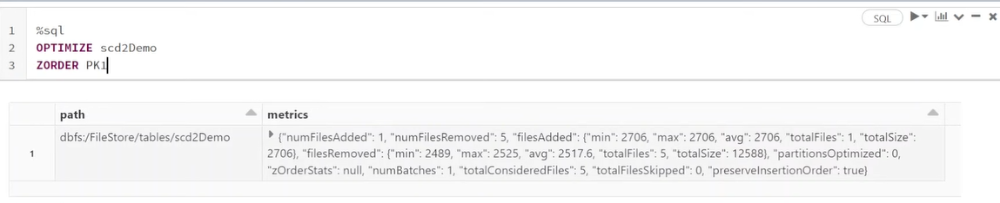 SQL
1 %sql
2 OPTIMIZE scd2Demo
3 ZORDER PK1
path metrics
1 dbfs:/FileStore/tables/scd2Demo {"numFilesAdded": 1, "numFilesRemoved": 5, "filesAdded": {"min": 2706, "max": 2706, "avg": 2706, "totalFiles": 1, "totalSize":
2706}, "filesRemoved": {"min": 2489, "max": 2525, "avg": 2517.6, "totalFiles": 5, "totalSize": 12588}, "partitionsOptimized": 0,
"zOrderStats": null, "numBatches": 1, "totalConsideredFiles": 5, "totalFilesSkipped": 0, "preserveInsertionOrder": true}